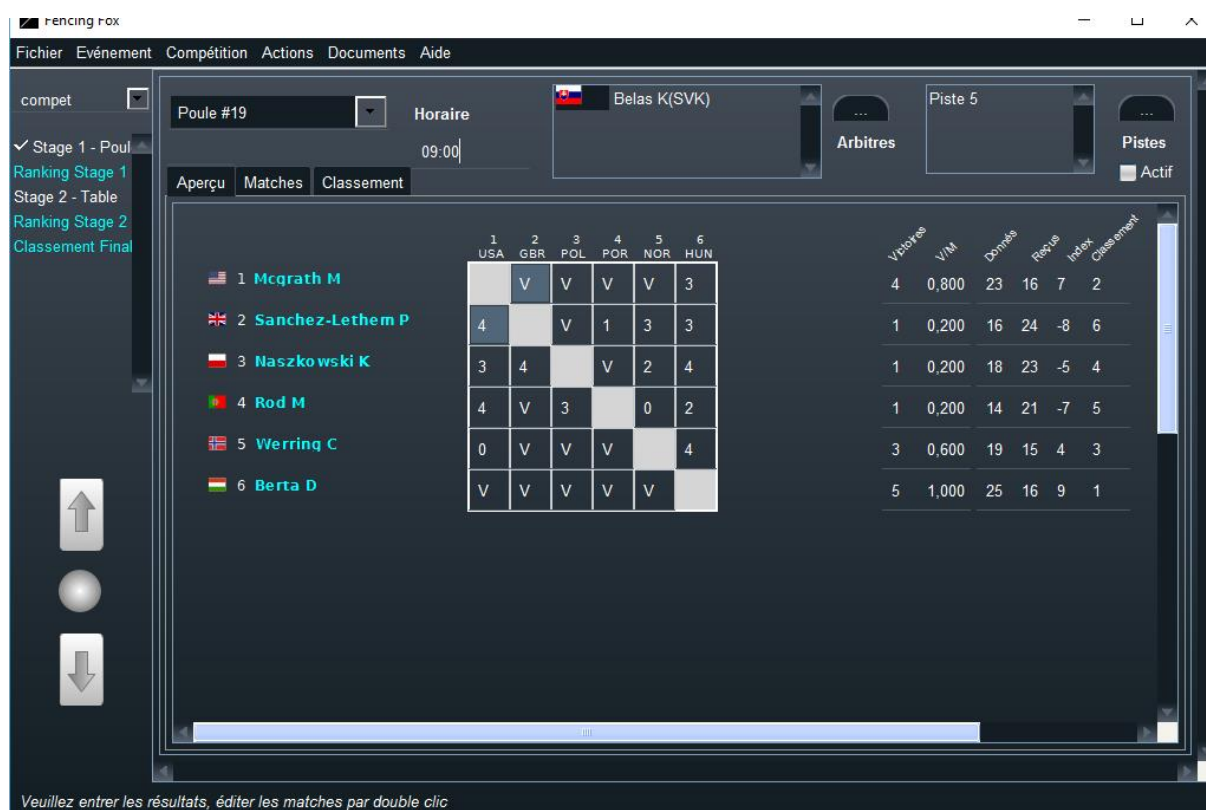 Fencing Fox
Fichier Evénement Compétition Actions Documents Aide
compet
Poule #19
Horaire
09:00
Belas K(SVK)
...
Arbitres
Piste 5
...
Pistes
Actif
Stage 1 - Poul
Ranking Stage 1
Stage 2 - Table
Ranking Stage 2
Classement Final
Aperçu Matches Classement
1 2 3 4 5 6
USA GBR POL POR NOR HUN
Victoires V/M Donnés Reçus Index Classement
1 Mcgrath M V V V V 3 4 0,800 23 16 7 2
2 Sanchez-Lethem P 4 V 1 3 3 1 0,200 16 24 -8 6
3 Naszkowski K 3 4 V 2 4 1 0,200 18 23 -5 4
4 Rod M 4 V 3 0 2 1 0,200 14 21 -7 5
5 Werring C 0 V V V 4 3 0,600 19 15 4 3
6 Berta D V V V V V 5 1,000 25 16 9 1
Veuillez entrer les résultats, éditer les matches par double clic